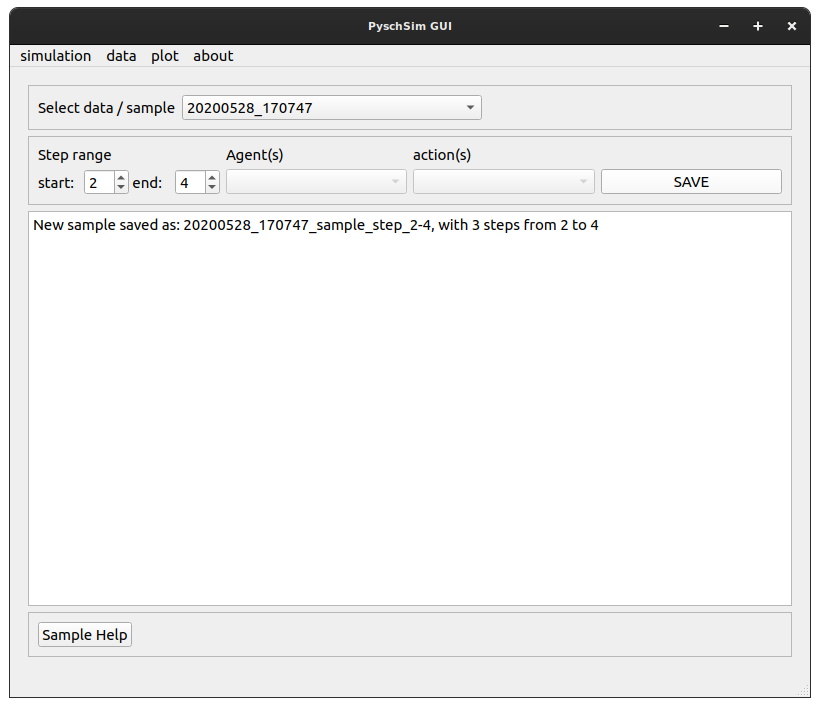 PyschSim GUI
simulation data plot about
Select data / sample 20200528_170747
Step range Agent(s) action(s)
start: 2 end: 4 SAVE
New sample saved as: 20200528_170747_sample_step_2-4, with 3 steps from 2 to 4
Sample Help